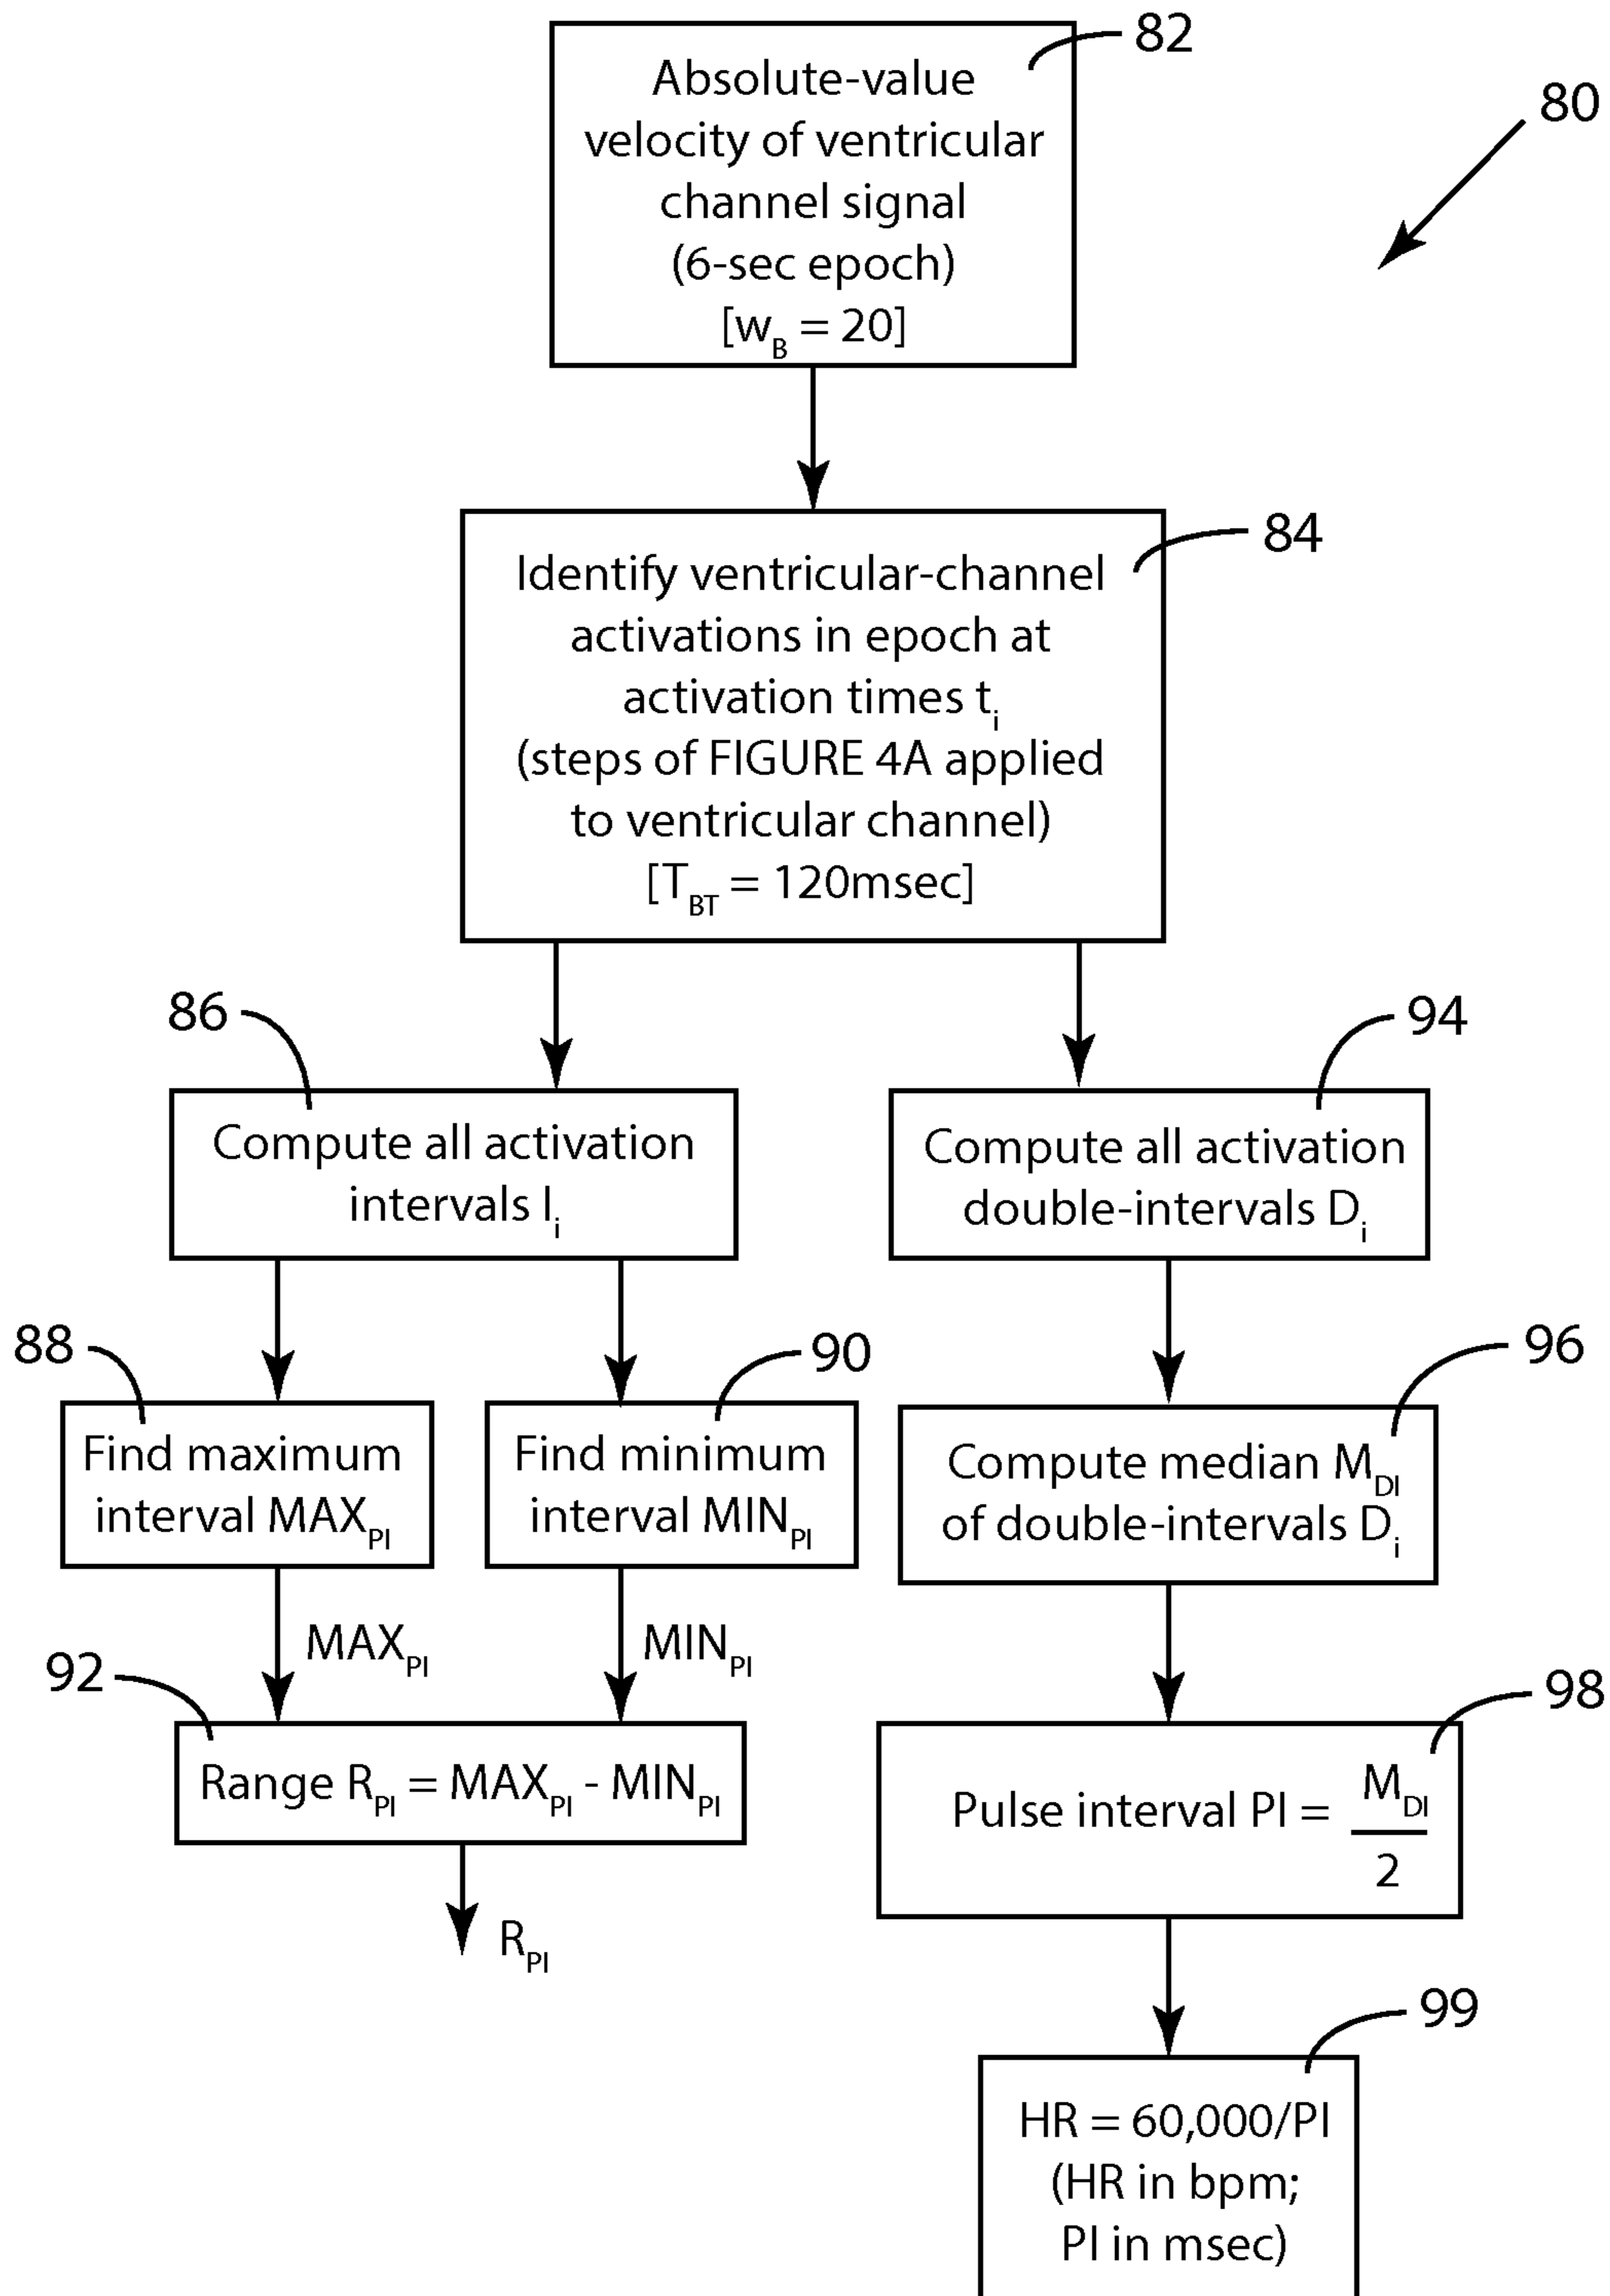 82
80
Absolute-value
velocity of ventricular
channel signal
(6-sec epoch)
[w_B = 20]
84
Identify ventricular-channel
activations in epoch at
activation times t_i
(steps of FIGURE 4A applied
to ventricular channel)
[T_BT = 120msec]
86
94
Compute all activation
intervals I_i
Compute all activation
double-intervals D_i
88
90
96
Find maximum
interval MAX_PI
Find minimum
interval MIN_PI
Compute median M_DI
of double-intervals D_i
MAX_PI
MIN_PI
92
98
Range R_PI = MAX_PI - MIN_PI
Pulse interval PI = M_DI
2
R_PI
99
HR = 60,000/PI
(HR in bpm;
PI in msec)